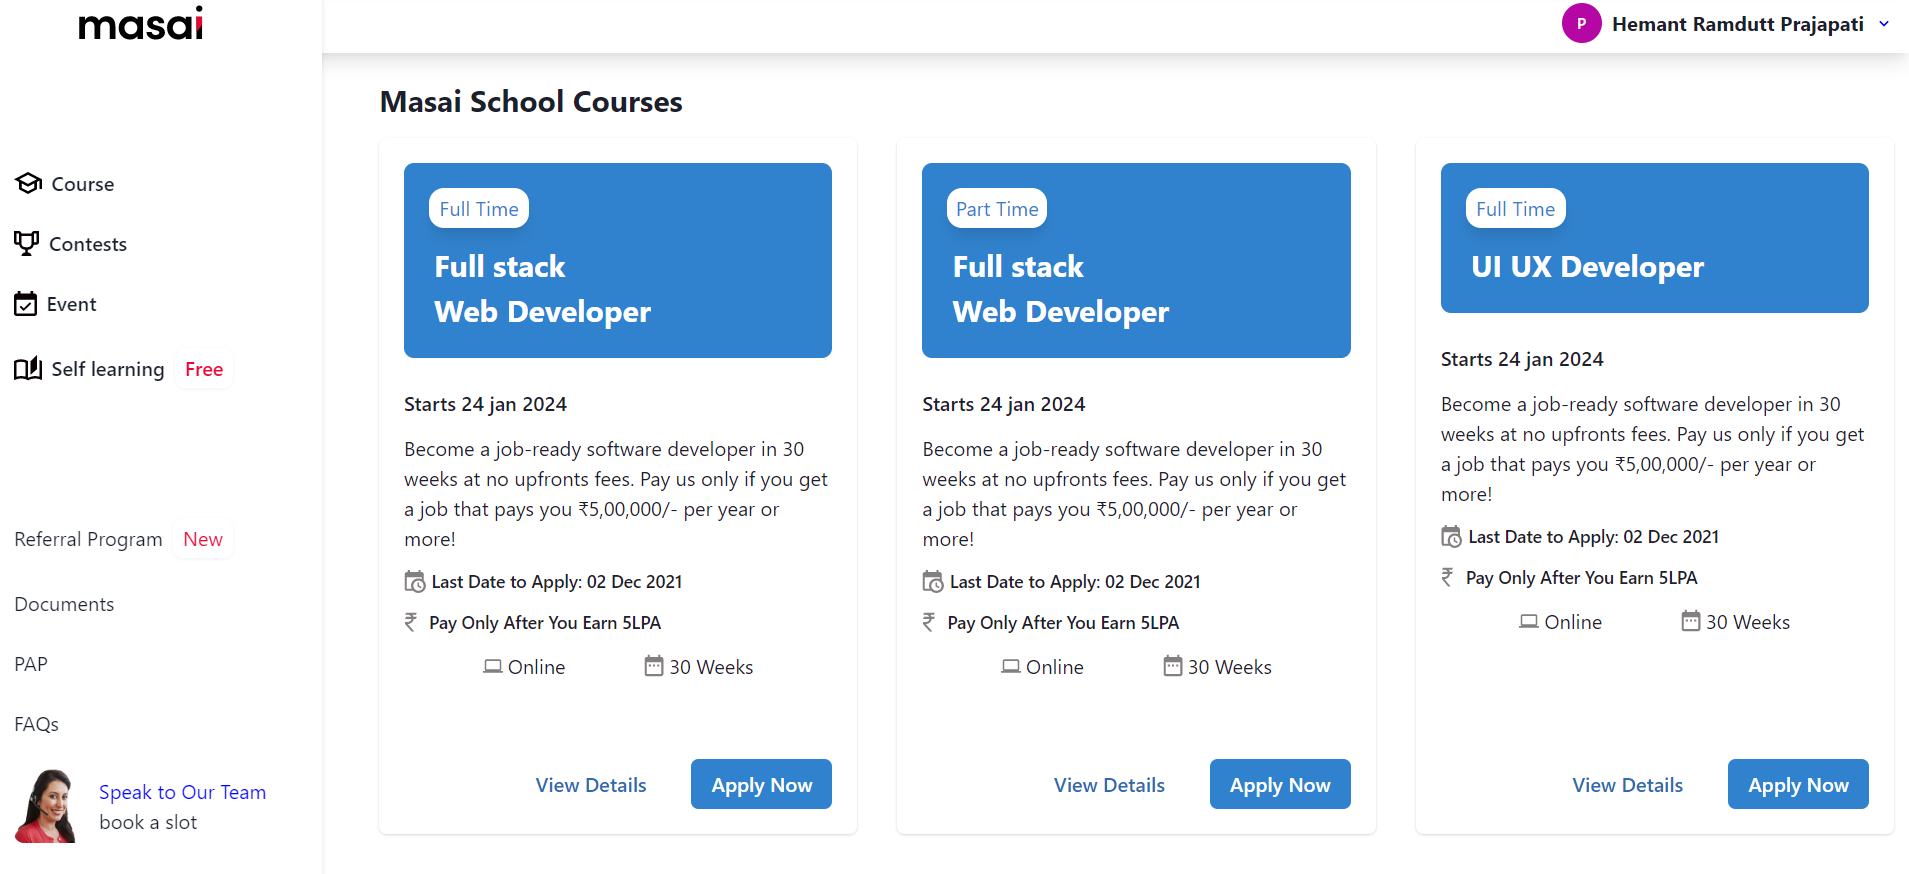 masai
P Hemant Ramdutt Prajapati
Course
Contests
Event
Self learning Free
Referral Program New
Documents
PAP
FAQs
Speak to Our Team
book a slot
Masai School Courses
Full Time
Full stack
Web Developer
Starts 24 jan 2024
Become a job-ready software developer in 30
weeks at no upfronts fees. Pay us only if you get
a job that pays you ₹5,00,000/- per year or
more!
Last Date to Apply: 02 Dec 2021
₹ Pay Only After You Earn 5LPA
Online 30 Weeks
View Details Apply Now
Part Time
Full stack
Web Developer
Starts 24 jan 2024
Become a job-ready software developer in 30
weeks at no upfronts fees. Pay us only if you get
a job that pays you ₹5,00,000/- per year or
more!
Last Date to Apply: 02 Dec 2021
₹ Pay Only After You Earn 5LPA
Online 30 Weeks
View Details Apply Now
Full Time
UI UX Developer
Starts 24 jan 2024
Become a job-ready software developer in 30
weeks at no upfronts fees. Pay us only if you get
a job that pays you ₹5,00,000/- per year or
more!
Last Date to Apply: 02 Dec 2021
₹ Pay Only After You Earn 5LPA
Online 30 Weeks
View Details Apply Now